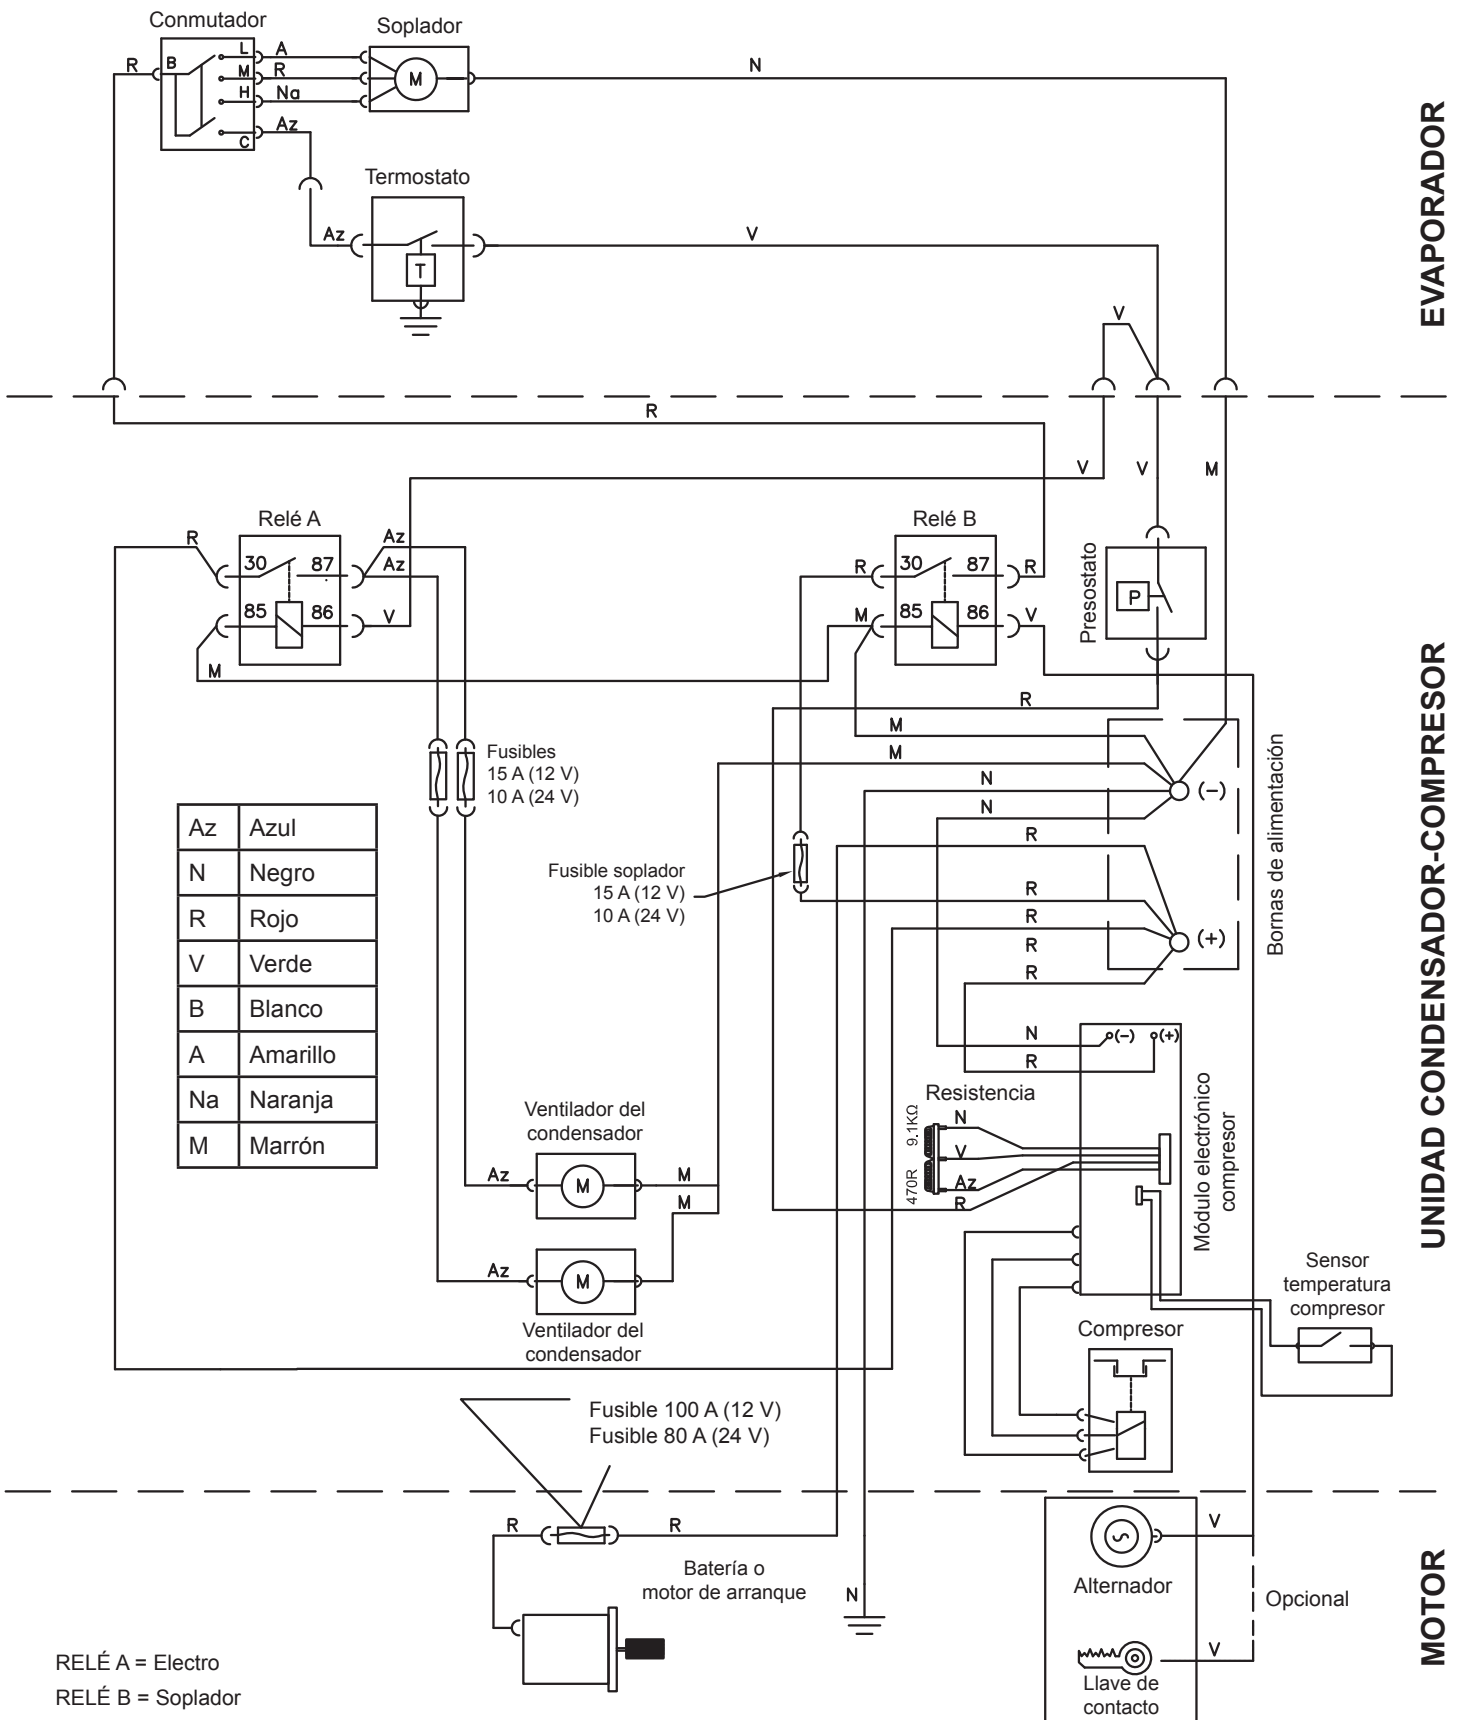 Conmutador
Soplador
R
B
L
A
M
R
H
Na
C
Az
M
N
Termostato
Az
T
V
V
EVAPORADOR
R
V
V
M
Relé A
R
30
87
85
86
Az
Az
V
M
Relé B
R
30
87
R
M
85
86
V
Presostato
P
R
M
M
N
N
R
R
R
R
R
(-)
(+)
Bornas de alimentación
Fusibles
15 A (12 V)
10 A (24 V)
Fusible soplador
15 A (12 V)
10 A (24 V)
Az Azul
N Negro
R Rojo
V Verde
B Blanco
A Amarillo
Na Naranja
M Marrón
UNIDAD CONDENSADOR-COMPRESOR
N
R
(-)
(+)
Resistencia
9.1KΩ
470R
N
V
Az
R
Módulo electrónico
compresor
Ventilador del
condensador
Az
M
M
M
Az
M
Ventilador del
condensador
Sensor
temperatura
compresor
Compresor
Fusible 100 A (12 V)
Fusible 80 A (24 V)
R
R
Batería o
motor de arranque
N
Alternador
V
Opcional
V
Llave de
contacto
MOTOR
RELÉ A = Electro
RELÉ B = Soplador